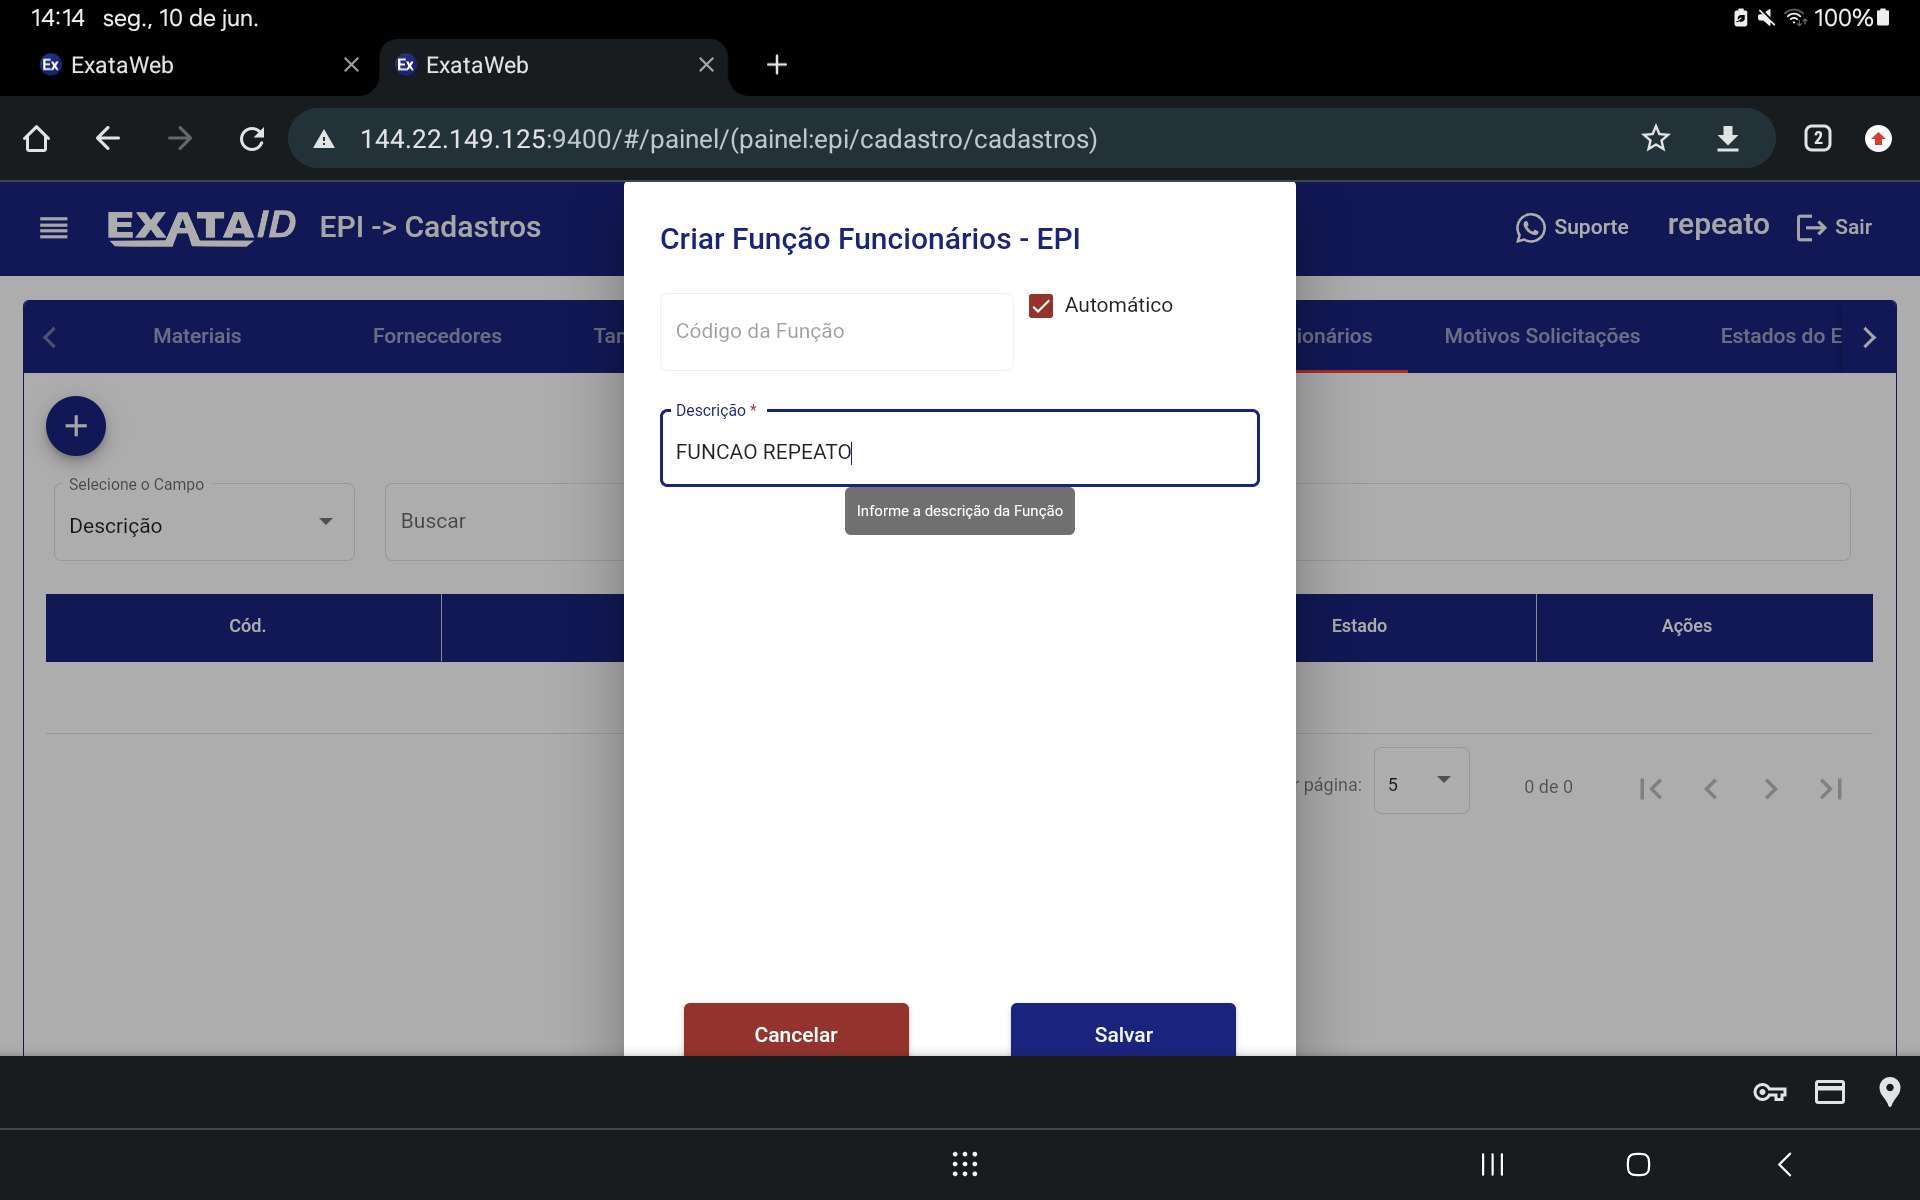 14:14 seg., 10 de jun.
100%
Ex ExataWeb
Ex ExataWeb
144.22.149.125:9400/#/painel/(painel:epi/cadastro/cadastros)
2
EXATA ID EPI -> Cadastros
Suporte
repeato
Sair
Criar Função Funcionários - EPI
Código da Função
Automático
Materiais
Fornecedores
Tar
ionários
Motivos Solicitações
Estados do E
Descrição *
FUNCAO REPEATO
Informe a descrição da Função
Selecione o Campo
Descrição
Buscar
Cód.
Estado
Ações
r página:
5
0 de 0
Cancelar
Salvar